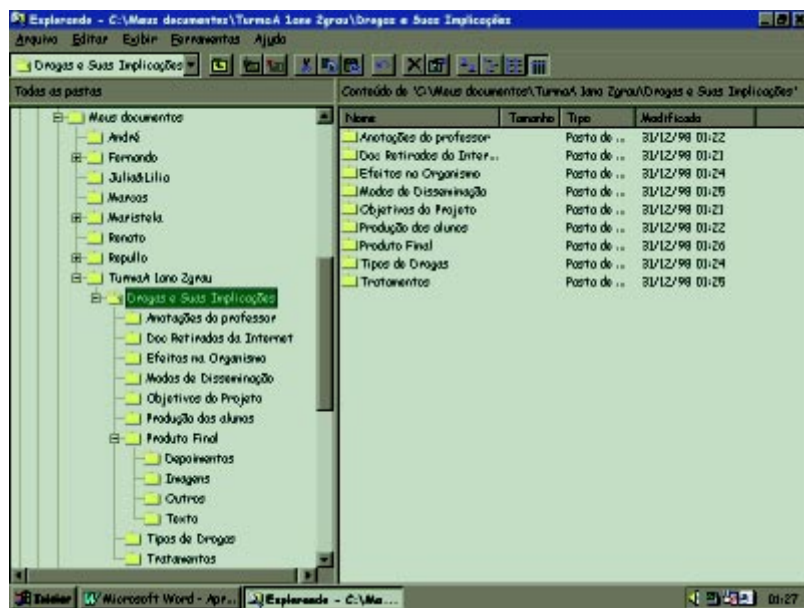 Explorando - C:\Meus documentos\TurmaA 1ano 2grau\Drogas e Suas Implicações
Arquivo Editar Exibir Ferramentas Ajuda
Drogas e Suas Implicações
Todas as pastas
Conteúdo de 'C:\Meus documentos\TurmaA 1ano 2grau\Drogas e Suas Implicações'
Meus documentos
André
Fernando
Julia&Lilia
Marcos
Maristela
Renato
Repullo
TurmaA 1ano 2grau
Drogas e Suas Implicações
Anotações do professor
Doc Retirados da Internet
Efeitos no Organismo
Modos de Disseminação
Objetivos do Projeto
Produção dos alunos
Produto Final
Depoimentos
Imagens
Outros
Texto
Tipos de Drogas
Tratamentos
Nome Tamanho Tipo Modificado
Anotações do professor Pasta de ... 31/12/98 01:22
Doc Retirados da Inter... Pasta de ... 31/12/98 01:21
Efeitos no Organismo Pasta de ... 31/12/98 01:24
Modos de Disseminação Pasta de ... 31/12/98 01:25
Objetivos do Projeto Pasta de ... 31/12/98 01:21
Produção dos alunos Pasta de ... 31/12/98 01:22
Produto Final Pasta de ... 31/12/98 01:26
Tipos de Drogas Pasta de ... 31/12/98 01:24
Tratamentos Pasta de ... 31/12/98 01:25
Iniciar Microsoft Word - Apr... Explorando - C:\Me... 01:27